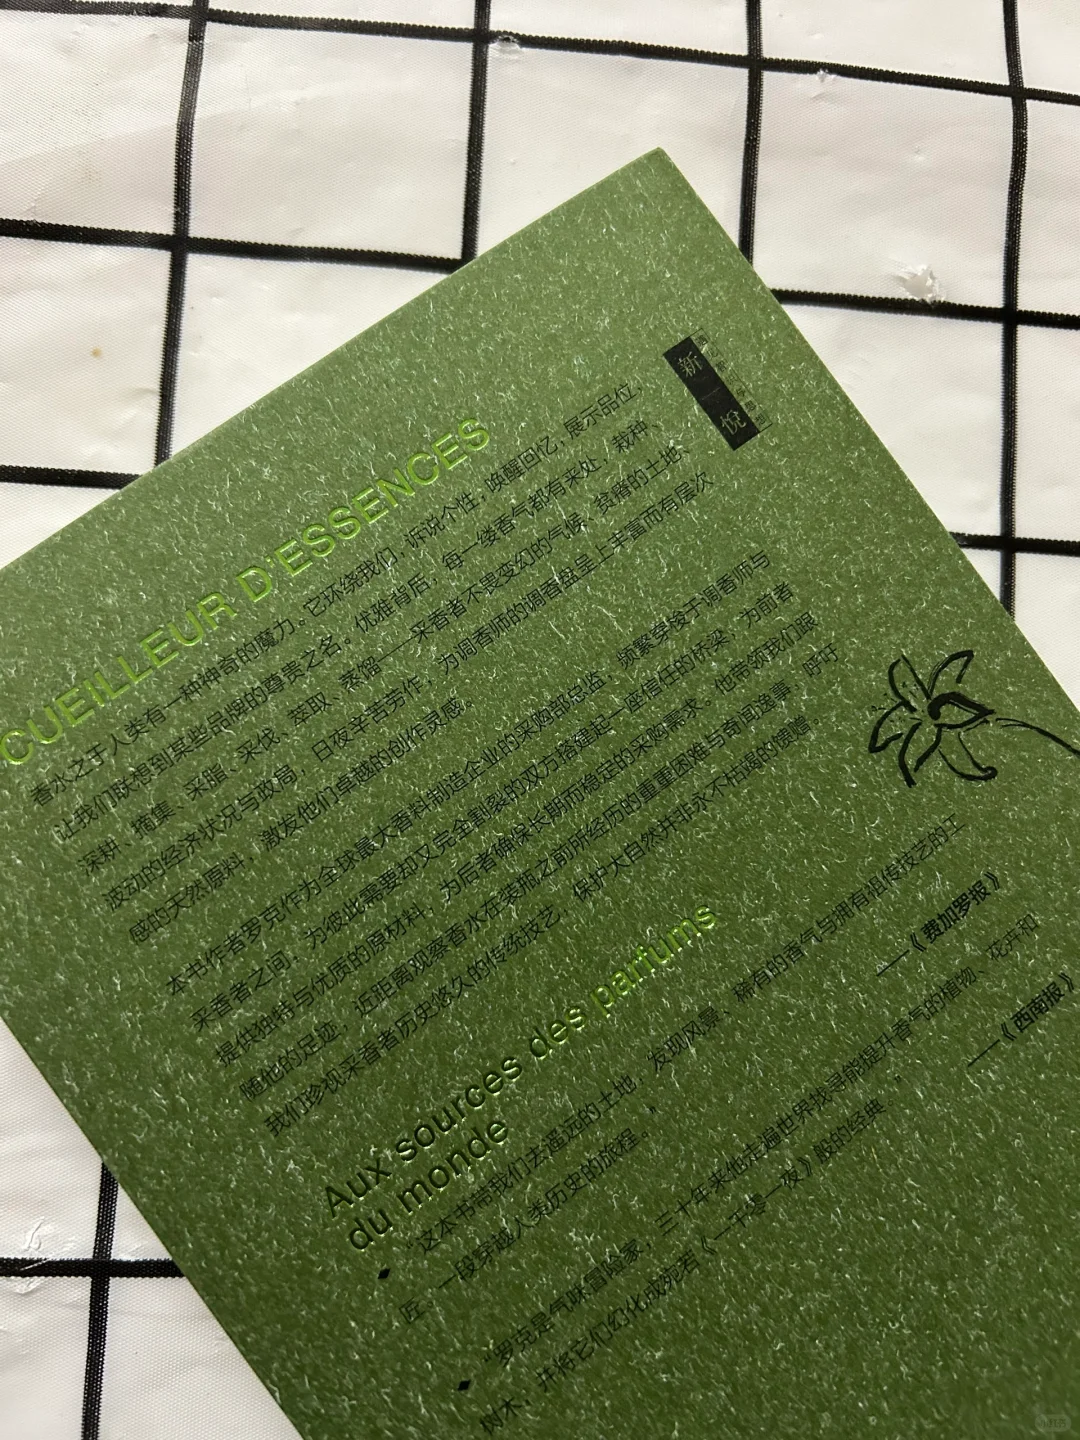 新
悦
CUEILLEUR D'ESSENCES
香水之于人类有一种神奇的魔力。它环绕我们，诉说个性，唤醒回忆，展示品位，
让我们联想到某些品牌的尊贵之名。优雅背后，每一缕香气都有来处，栽种、
深耕、摘集、采脂、采伐、萃取、蒸馏——采香者不畏变幻的气候、贫瘠的土地、
波动的经济状况与政局，日夜辛苦劳作，为调香师的调香盘呈上丰富而有层次
感的天然原料，激发他们卓越的创作灵感。
本书作者罗克作为全球最大香料制造企业的采购部总监，频繁穿梭于调香师与
采香者之间，为彼此需要却又完全割裂的双方搭建起一座信任的桥梁，为前者
提供独特与优质的原材料，为后者确保长期而稳定的采购需求。他带领我们跟
随他的足迹，近距离观察香水在装瓶之前所经历的重重困难与奇闻逸事，呼吁
我们珍视采香者历史悠久的传统技艺，保护大自然并非永不枯竭的馈赠。
Aux sources des parfums
du monde
“这本书带我们去遥远的土地，发现风景、稀有的香气与拥有祖传技艺的工
匠。一段穿越人类历史的旅程。”
——《费加罗报》
“罗克是气味冒险家，三十年来他走遍世界找寻能提升香气的植物、花卉和
树木，并将它们幻化成宛若《一千零一夜》般的经典。”
——《西南报》
小红书